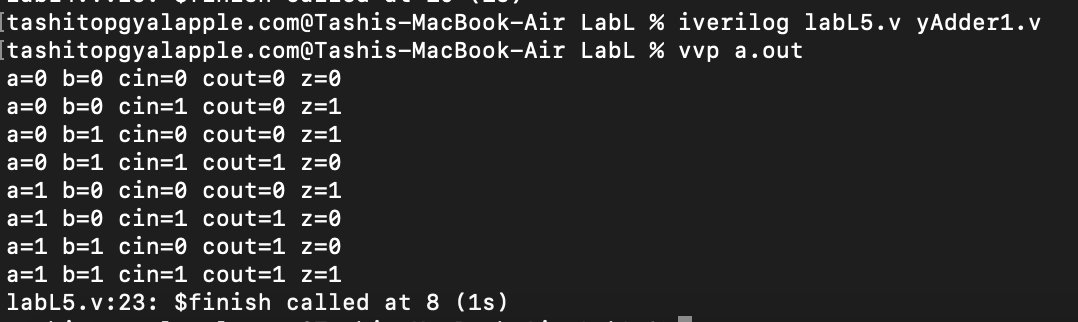 [tashitopgyalapple.com@Tashis-MacBook-Air LabL % iverilog labL5.v yAdder1.v
[tashitopgyalapple.com@Tashis-MacBook-Air LabL % vvp a.out
a=0 b=0 cin=0 cout=0 z=0
a=0 b=0 cin=1 cout=0 z=1
a=0 b=1 cin=0 cout=0 z=1
a=0 b=1 cin=1 cout=1 z=0
a=1 b=0 cin=0 cout=0 z=1
a=1 b=0 cin=1 cout=1 z=0
a=1 b=1 cin=0 cout=1 z=0
a=1 b=1 cin=1 cout=1 z=1
labL5.v:23: $finish called at 8 (1s)